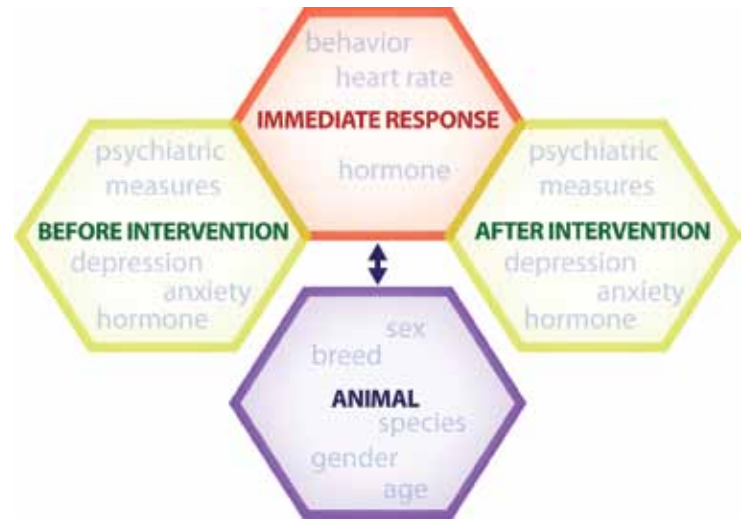 behavior
heart rate
IMMEDIATE RESPONSE
hormone
psychiatric
measures
BEFORE INTERVENTION
depression
anxiety
hormone
psychiatric
measures
AFTER INTERVENTION
depression
anxiety
hormone
sex
breed
ANIMAL
species
gender
age